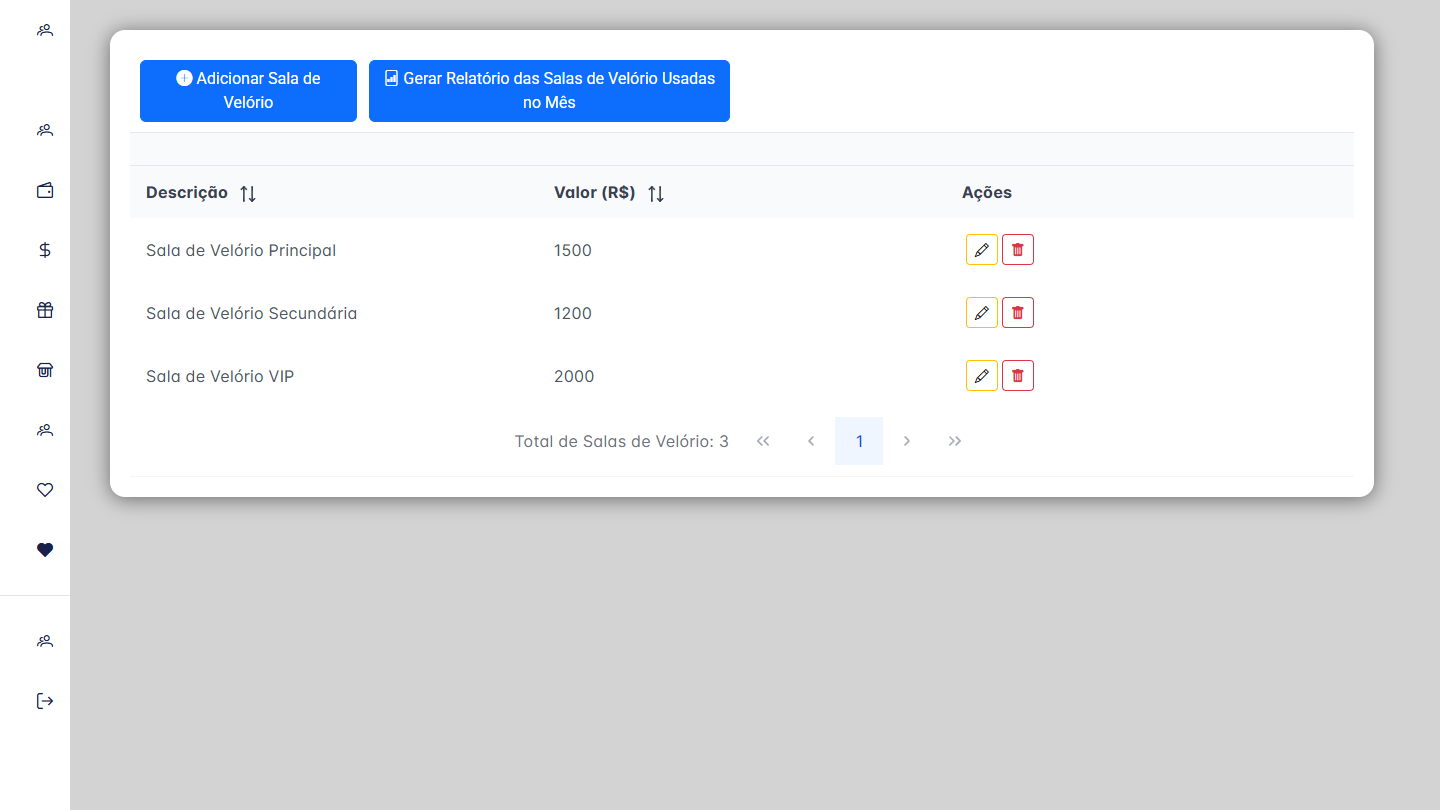 Adicionar Sala de
Velório
Gerar Relatório das Salas de Velório Usadas
no Mês
Descrição Valor (R$) Ações
Sala de Velório Principal 1500
Sala de Velório Secundária 1200
Sala de Velório VIP 2000
Total de Salas de Velório: 3 1